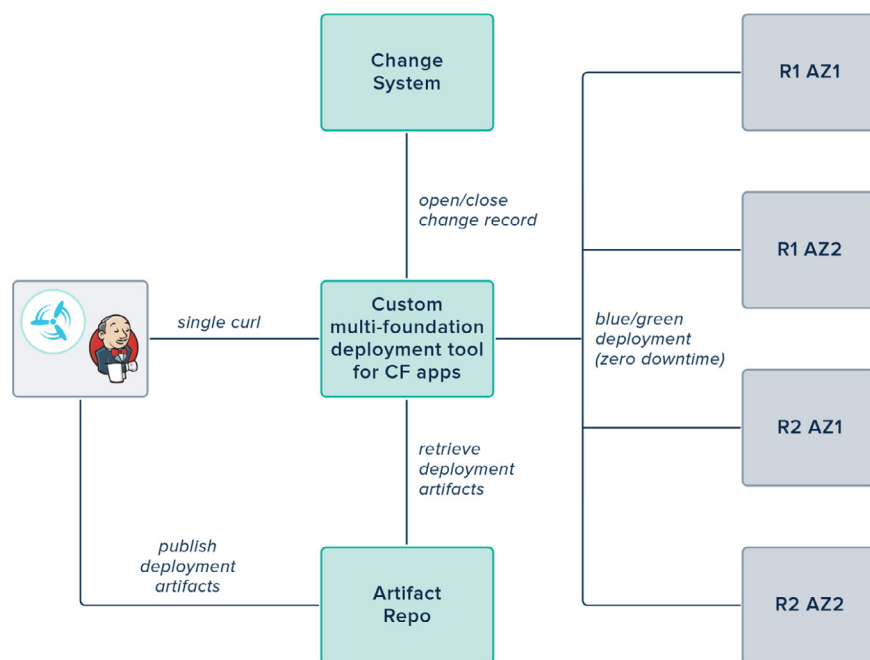 Change
System
R1 AZ1
open/close
change record
R1 AZ2
single curl
Custom
multi-foundation
deployment tool
for CF apps
blue/green
deployment
(zero downtime)
R2 AZ1
retrieve
deployment
artifacts
publish
deployment
artifacts
Artifact
Repo
R2 AZ2